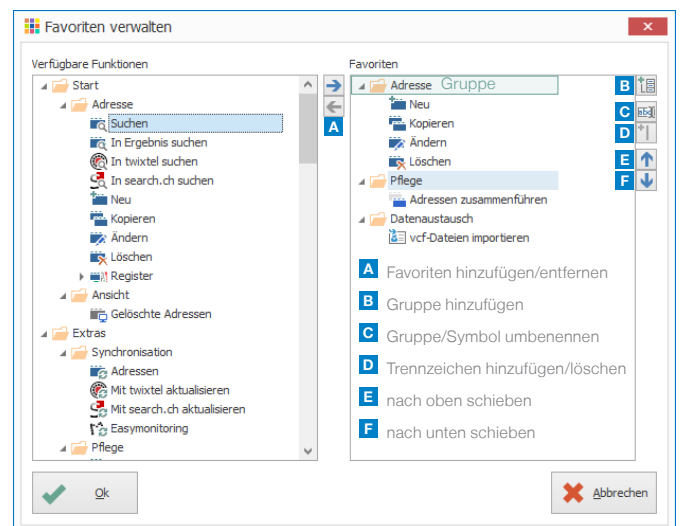 Favoriten verwalten
Verfügbare Funktionen
Start
Adresse
Suchen
In Ergebnis suchen
In twixtel suchen
In search.ch suchen
Neu
Kopieren
Ändern
Löschen
Register
Ansicht
Gelöschte Adressen
Extras
Synchronisation
Adressen
Mit twixtel aktualisieren
Mit search.ch aktualisieren
Easymonitoring
Pflege
A
Favoriten
Adresse Gruppe
Neu
Kopieren
Ändern
Löschen
Pflege
Adressen zusammenführen
Datenaustausch
vcf-Dateien importieren
B
C
D
E
F
A Favoriten hinzufügen/entfernen
B Gruppe hinzufügen
C Gruppe/Symbol umbenennen
D Trennzeichen hinzufügen/löschen
E nach oben schieben
F nach unten schieben
Ok
Abbrechen